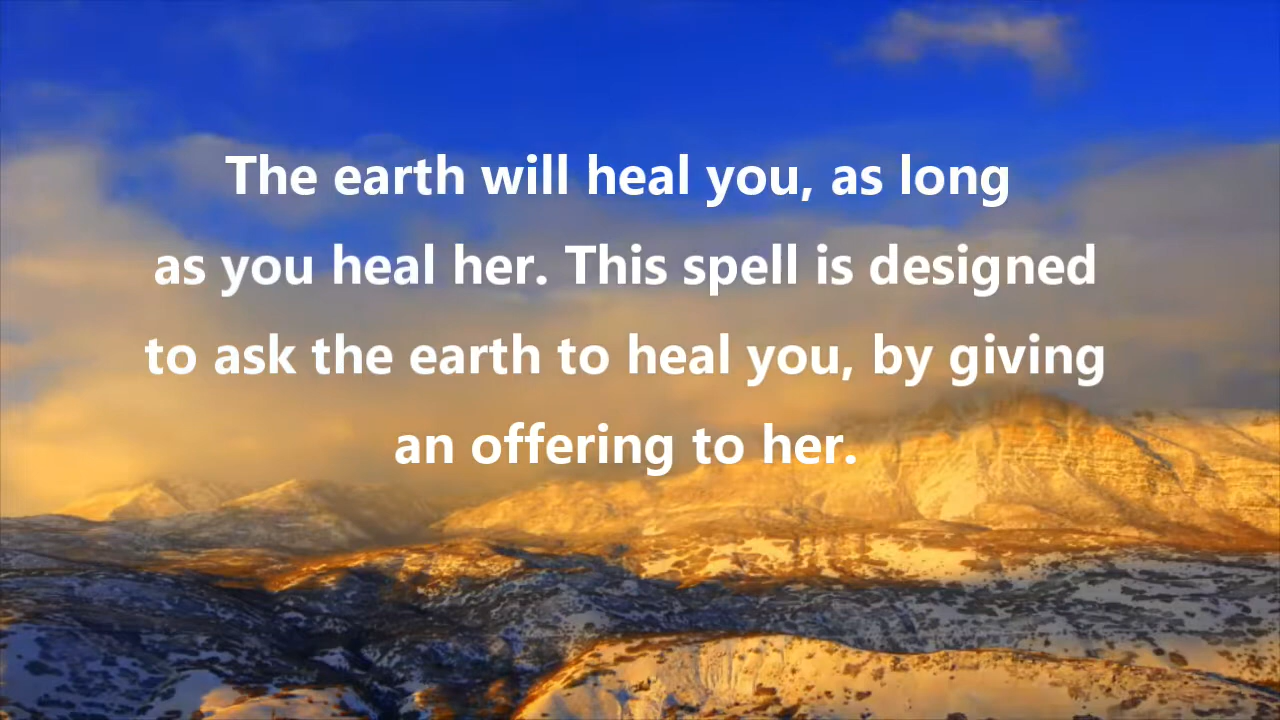 The earth will heal you, as long
as you heal her. This spell is designed
to ask the earth to heal you, by giving
an offering to her.